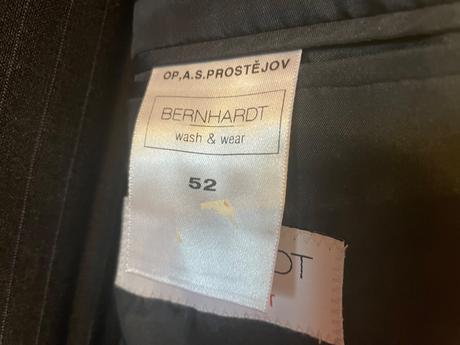 OP,A.S.PROSTĚJOV
BERNHARDT
wash & wear
52
DT